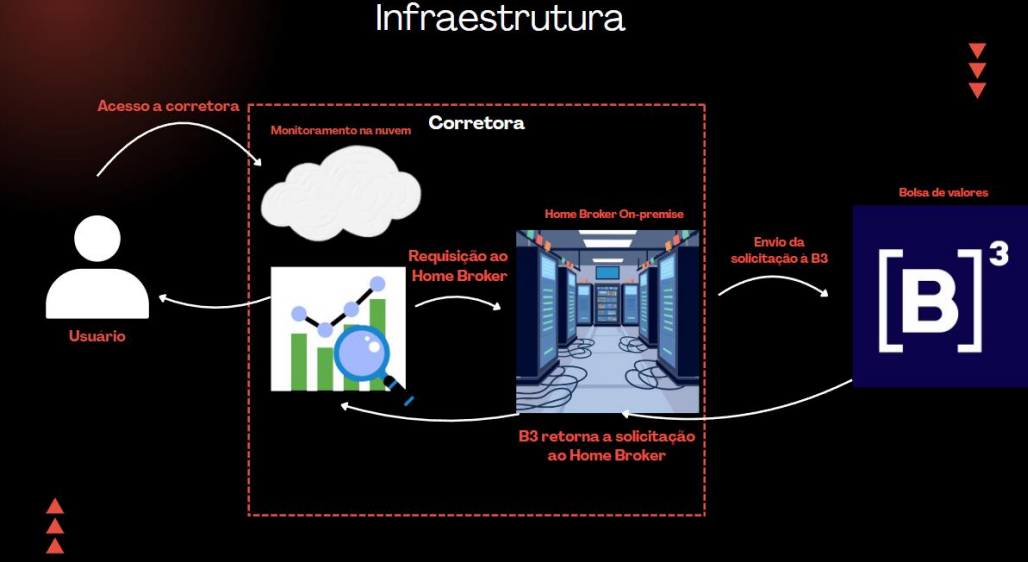 Infraestrutura
Acesso a corretora
Monitoramento na nuvem
Corretora
Bolsa de valores
Home Broker On-premise
Requisição ao
Home Broker
Envio da
solicitação à B3
[B]³
Usuário
B3 retorna a solicitação
ao Home Broker